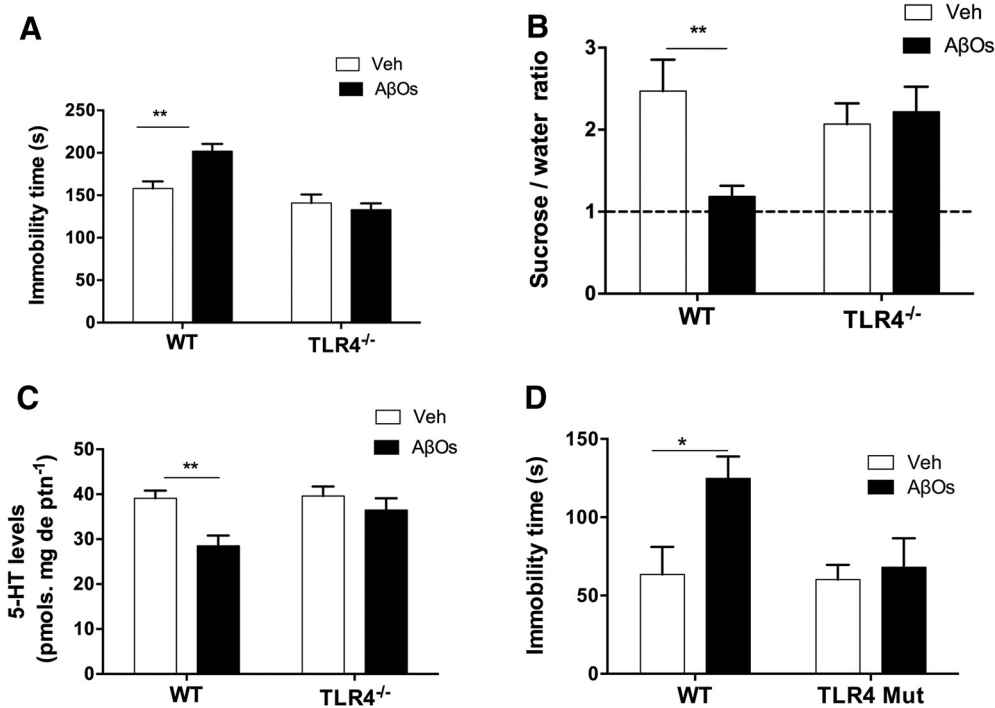 A
Veh
AβOs
Immobility time (s)
250
200
150
100
50
0
**
WT
TLR4-/-
B
Veh
AβOs
Sucrose / water ratio
3
2
1
0
**
WT
TLR4-/-
C
Veh
AβOs
5-HT levels
(pmols. mg de ptn-1)
50
40
30
20
10
0
**
WT
TLR4-/-
D
Veh
AβOs
Immobility time (s)
150
100
50
0
*
WT
TLR4 Mut